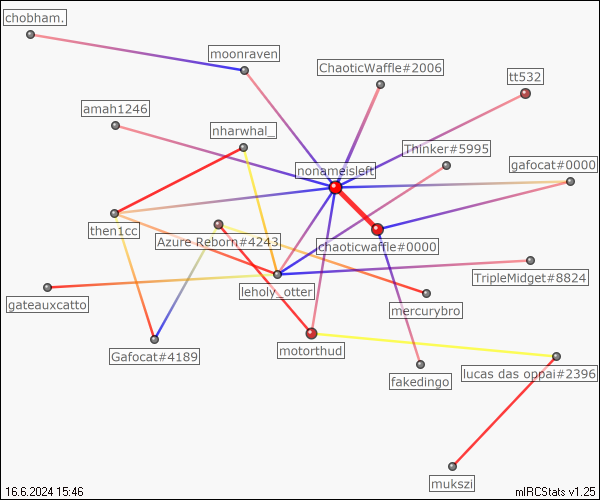 chobham.
moonraven
ChaoticWaffle#2006
tt532
amah1246
nharwhal_
Thinker#5995
nonameisleft
gafocat#0000
then1cc
Azure Reborn#4243
chaoticwaffle#0000
TripleMidget#8824
leholy_otter
gateauxcatto
mercurybro
Gafocat#4189
motorthud
fakedingo
lucas das oppai#2396
mukszi
16.6.2024 15:46
mIRCStats v1.25